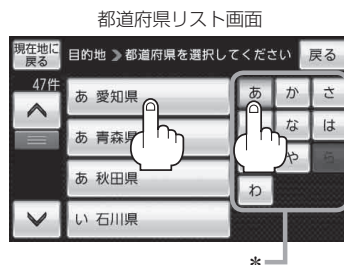 都道府県リスト画面
現在地に
戻る
目的地 》都道府県を選択してください
戻る
47件
あ 愛知県
あ 青森県
あ 秋田県
い 石川県
あ か さ
な は
や ら
わ
*